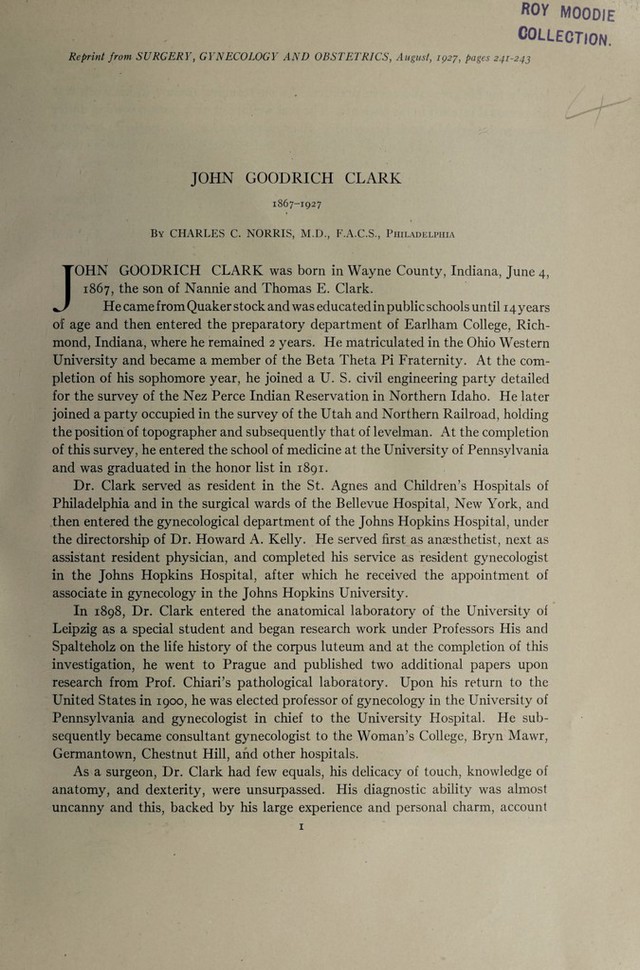 ROY MOODIE
COLLECTION.
Reprint from SURGERY, GYNECOLOGY AND OBSTETRICS, August, 1927, pages 241-243
JOHN GOODRICH CLARK
1867-1927
By CHARLES C. NORRIS, M.D., F.A.C.S., Philadelphia
JOHN GOODRICH CLARK was born in Wayne County, Indiana, June 4,
1867, the son of Nannie and Thomas E. Clark.
He came from Quaker stock and was educated in public schools until 14 years
of age and then entered the preparatory department of Earlham College, Rich-
mond, Indiana, where he remained 2 years. He matriculated in the Ohio Western
University and became a member of the Beta Theta Pi Fraternity. At the com-
pletion of his sophomore year, he joined a U. S. civil engineering party detailed
for the survey of the Nez Perce Indian Reservation in Northern Idaho. He later
joined a party occupied in the survey of the Utah and Northern Railroad, holding
the position of topographer and subsequently that of levelman. At the completion
of this survey, he entered the school of medicine at the University of Pennsylvania
and was graduated in the honor list in 1891.
Dr. Clark served as resident in the St. Agnes and Children's Hospitals of
Philadelphia and in the surgical wards of the Bellevue Hospital, New York, and
then entered the gynecological department of the Johns Hopkins Hospital, under
the directorship of Dr. Howard A. Kelly. He served first as anæsthetist, next as
assistant resident physician, and completed his service as resident gynecologist
in the Johns Hopkins Hospital, after which he received the appointment of
associate in gynecology in the Johns Hopkins University.
In 1898, Dr. Clark entered the anatomical laboratory of the University of
Leipzig as a special student and began research work under Professors His and
Spalteholz on the life history of the corpus luteum and at the completion of this
investigation, he went to Prague and published two additional papers upon
research from Prof. Chiari's pathological laboratory. Upon his return to the
United States in 1900, he was elected professor of gynecology in the University of
Pennsylvania and gynecologist in chief to the University Hospital. He sub-
sequently became consultant gynecologist to the Woman's College, Bryn Mawr,
Germantown, Chestnut Hill, and other hospitals.
As a surgeon, Dr. Clark had few equals, his delicacy of touch, knowledge of
anatomy, and dexterity, were unsurpassed. His diagnostic ability was almost
uncanny and this, backed by his large experience and personal charm, account
1